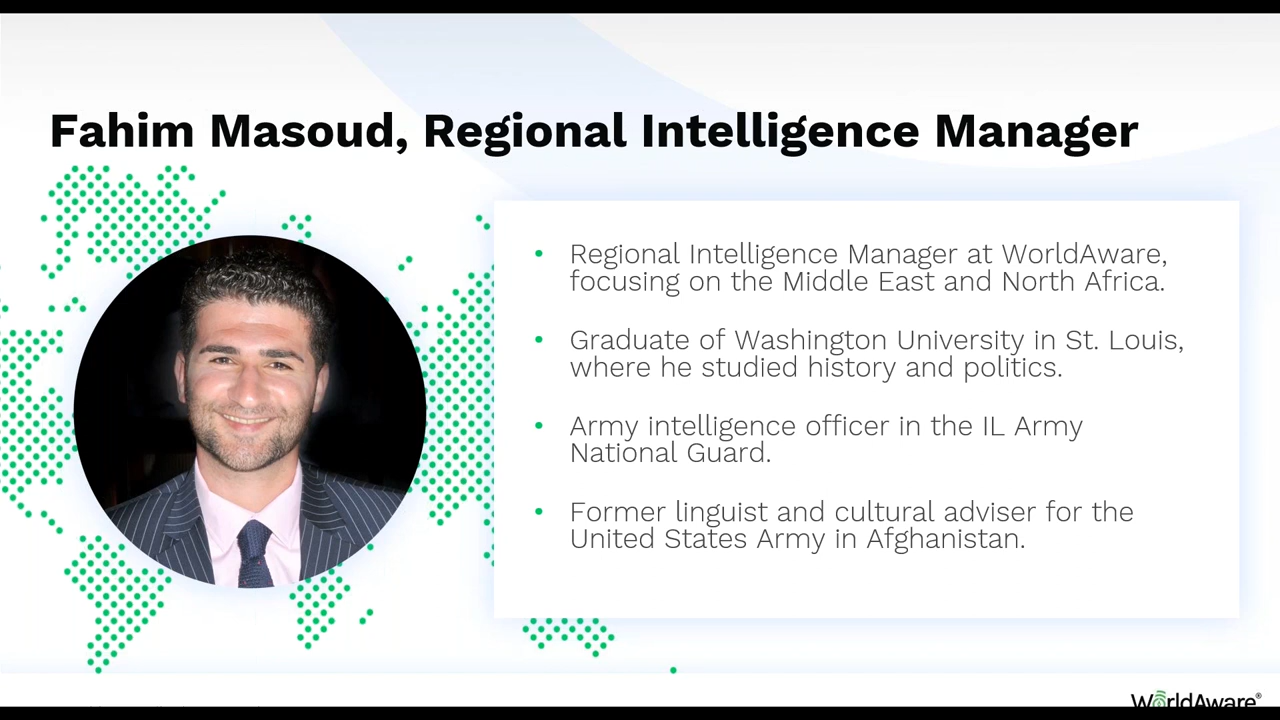 Fahim Masoud, Regional Intelligence Manager
• Regional Intelligence Manager at WorldAware,
focusing on the Middle East and North Africa.
• Graduate of Washington University in St. Louis,
where he studied history and politics.
• Army intelligence officer in the IL Army
National Guard.
• Former linguist and cultural adviser for the
United States Army in Afghanistan.
WorldAware®